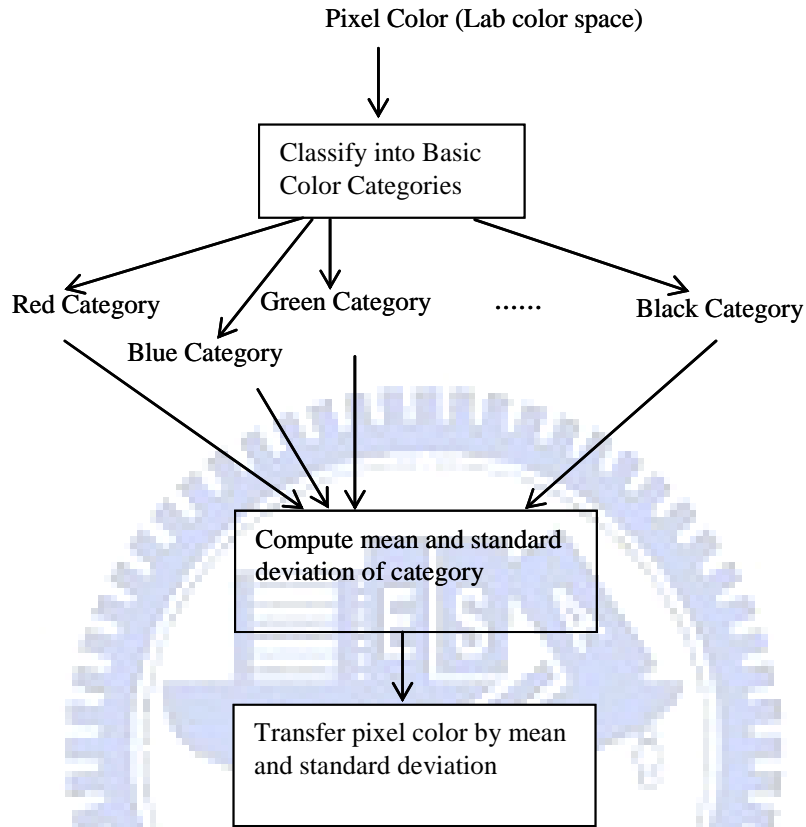 Pixel Color (Lab color space)
Classify into Basic
Color Categories
Red Category
Green Category
......
Black Category
Blue Category
Compute mean and standard
deviation of category
ES
A
Transfer pixel color by mean
and standard deviation